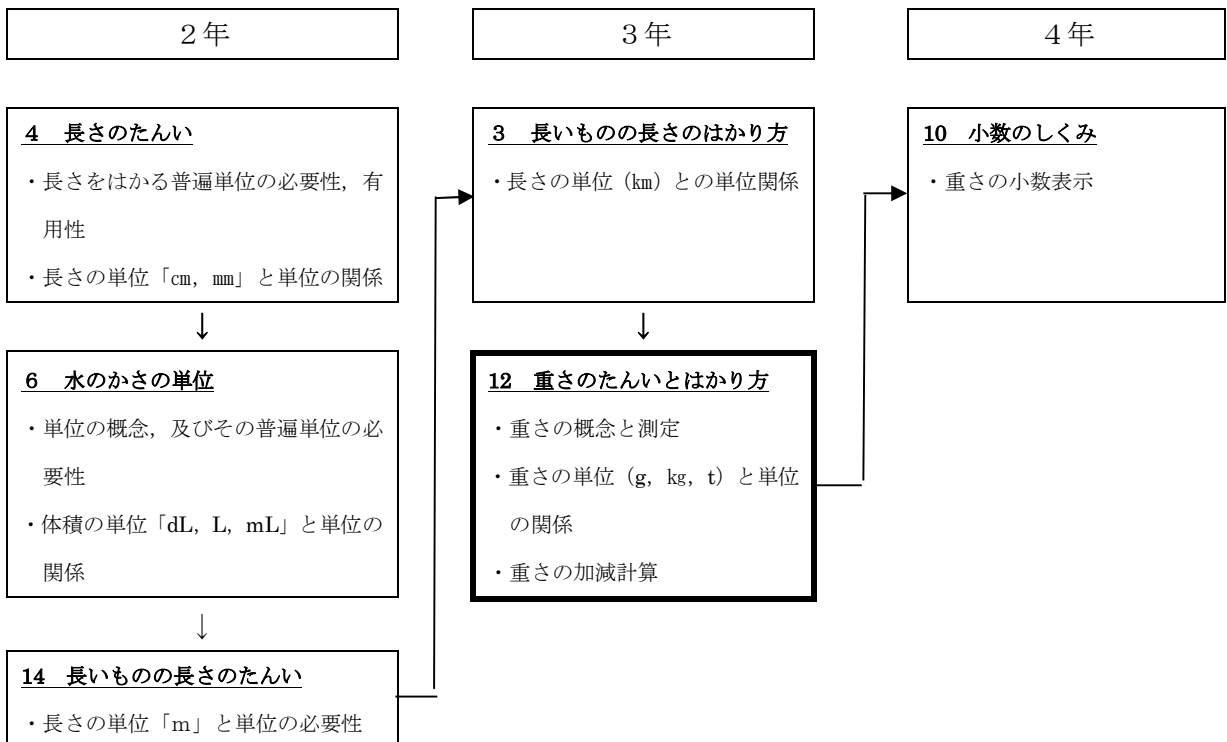 ２年
３年
４年
4　長さのたんい
・長さをはかる普遍単位の必要性，有
用性
・長さの単位「㎝，㎜」と単位の関係
↓
6　水のかさの単位
・単位の概念，及びその普遍単位の必
要性
・体積の単位「dL，L，mL」と単位の
関係
↓
14　長いものの長さのたんい
・長さの単位「ｍ」と単位の必要性
3　長いものの長さのはかり方
・長さの単位（㎞）との単位関係
↓
12　重さのたんいとはかり方
・重さの概念と測定
・重さの単位（g，㎏，t）と単位
の関係
・重さの加減計算
10　小数のしくみ
・重さの小数表示